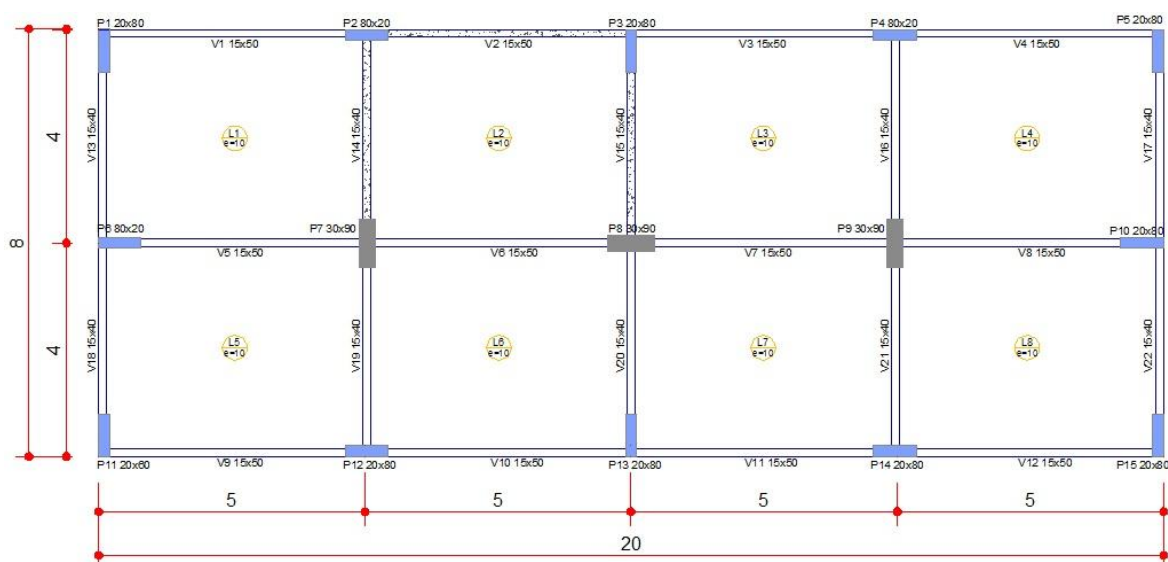 P1 20x80
P2 80x20
P3 20x80
P4 80x20
P5 20x80
V1 15x50
V2 15x50
V3 15x50
V4 15x50
V13 15x40
V14 15x40
V15 15x40
V16 15x40
V17 15x40
4
L1
e=10
L2
e=10
L3
e=10
L4
e=10
8
P6 80x20
P7 30x90
P8 30x90
P9 30x90
P10 20x80
V5 15x50
V6 15x50
V7 15x50
V8 15x50
V18 15x40
V19 15x40
V20 15x40
V21 15x40
V22 15x40
4
L5
e=10
L6
e=10
L7
e=10
L8
e=10
P11 20x60
V9 15x50
P12 20x80
V10 15x50
P13 20x80
V11 15x50
P14 20x80
V12 15x50
P15 20x80
5
5
5
5
20